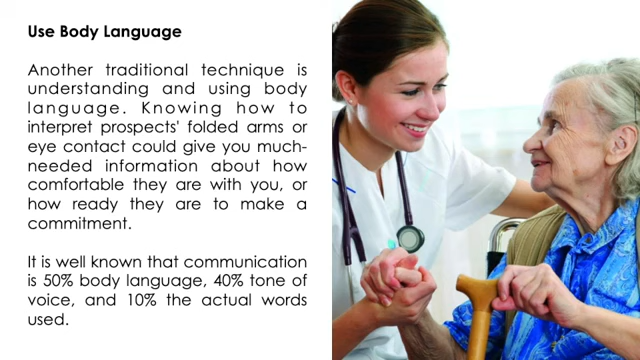 Use Body Language
Another traditional technique is
understanding and using body
language. Knowing how to
interpret prospects' folded arms or
eye contact could give you much-
needed information about how
comfortable they are with you, or
how ready they are to make a
commitment.
It is well known that communication
is 50% body language, 40% tone of
voice, and 10% the actual words
used.